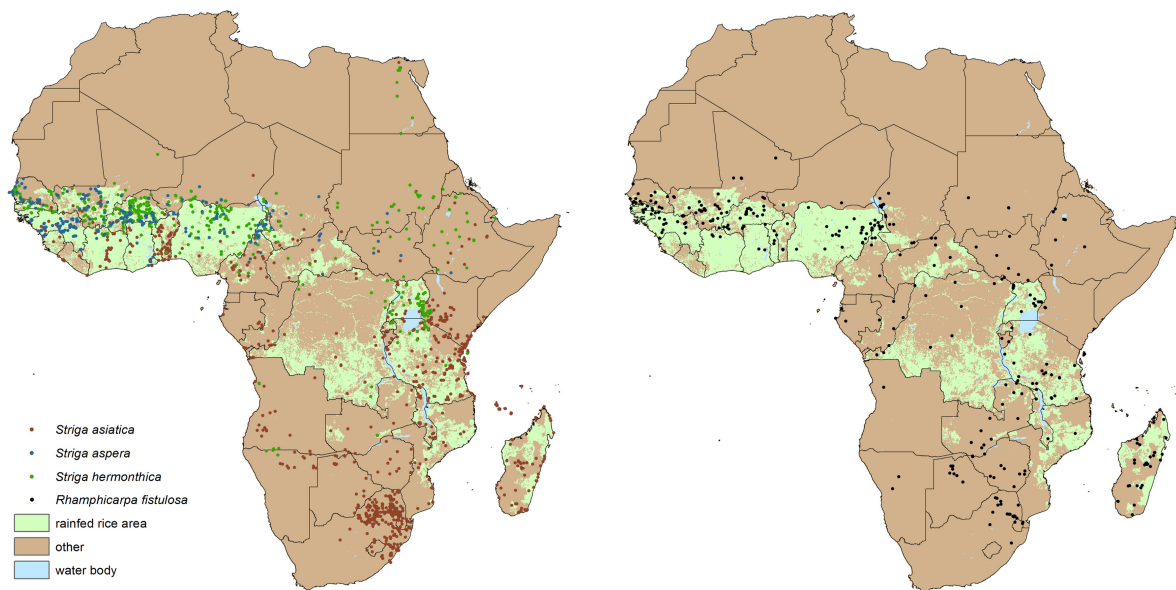 Striga asiatica
Striga aspera
Striga hermonthica
Rhamphicarpa fistulosa
rainfed rice area
other
water body